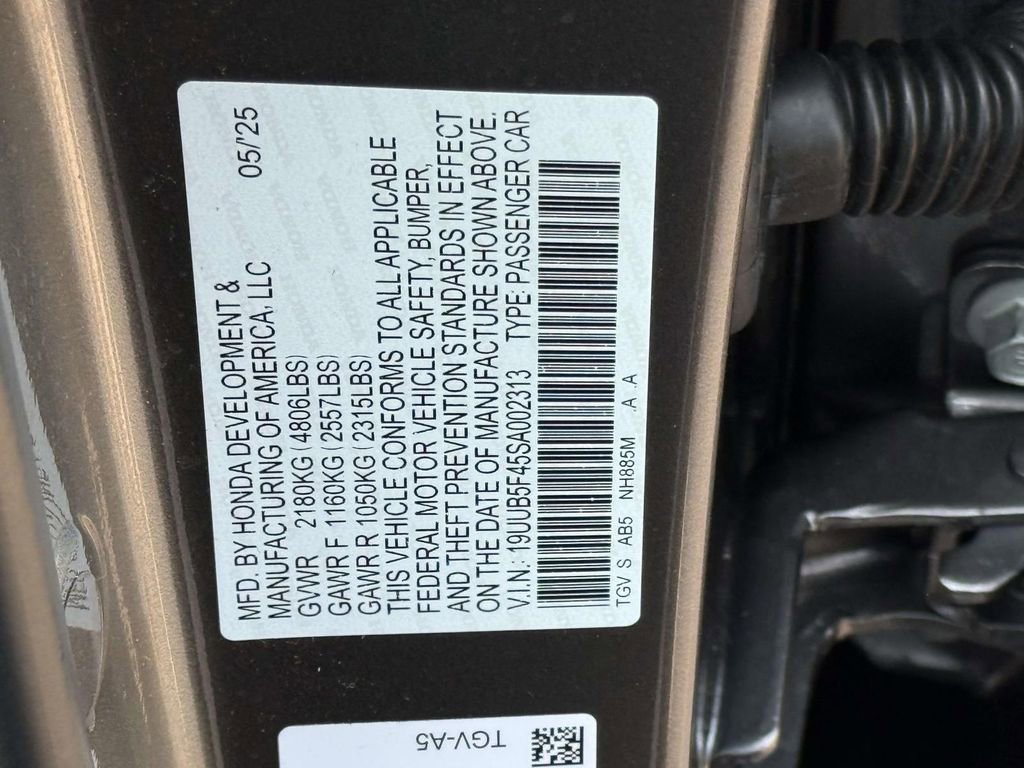 MFD. BY HONDA DEVELOPMENT & 05/'25
MANUFACTURING OF AMERICA, LLC
GVWR 2180KG (4806LBS)
GAWR F 1160KG (2557LBS)
GAWR R 1050KG (2315LBS)
THIS VEHICLE CONFORMS TO ALL APPLICABLE
FEDERAL MOTOR VEHICLE SAFETY, BUMPER,
AND THEFT PREVENTION STANDARDS IN EFFECT
ON THE DATE OF MANUFACTURE SHOWN ABOVE.
V.I.N.: 19UUB5F45SA002313 TYPE: PASSENGER CAR
TGV S AB5 NH885M .A .A
TGV-A5